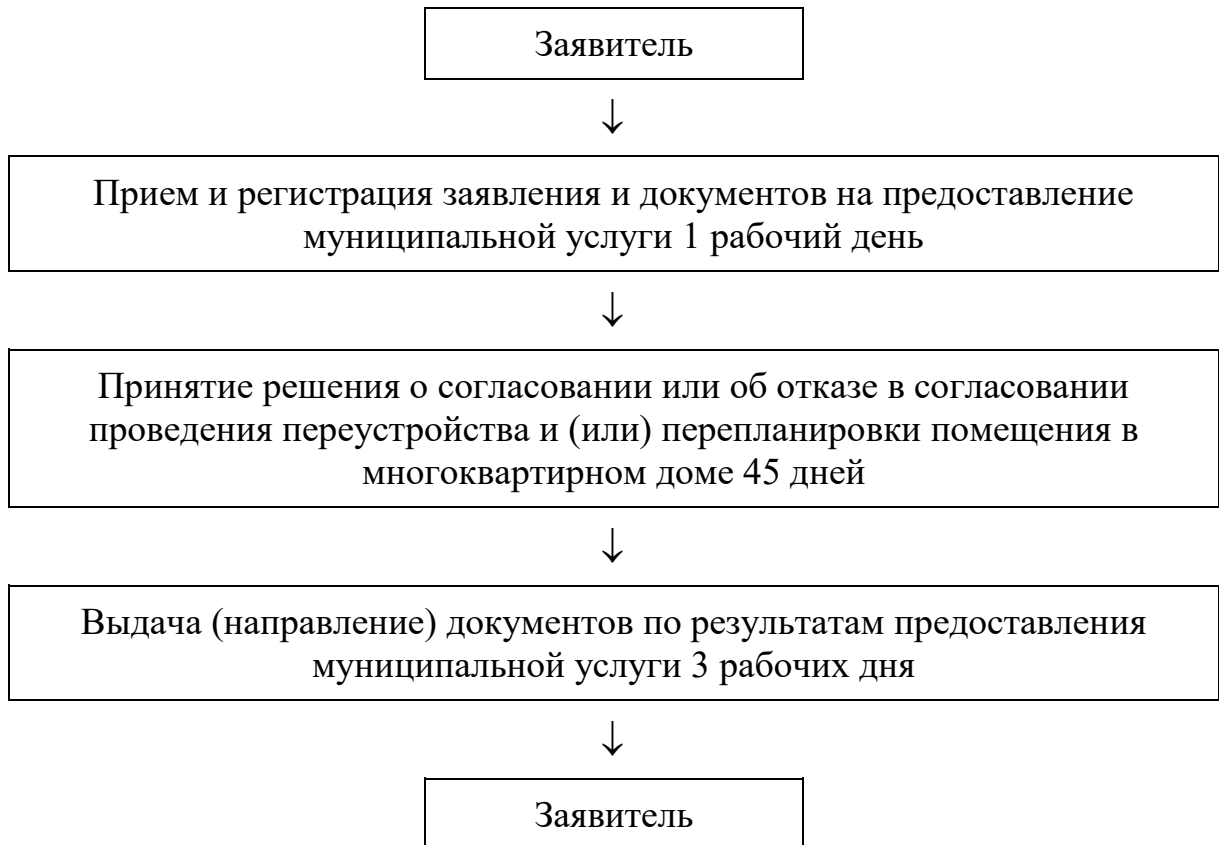 Заявитель
↓
Прием и регистрация заявления и документов на предоставление
муниципальной услуги 1 рабочий день
↓
Принятие решения о согласовании или об отказе в согласовании
проведения переустройства и (или) перепланировки помещения в
многоквартирном доме 45 дней
↓
Выдача (направление) документов по результатам предоставления
муниципальной услуги 3 рабочих дня
↓
Заявитель